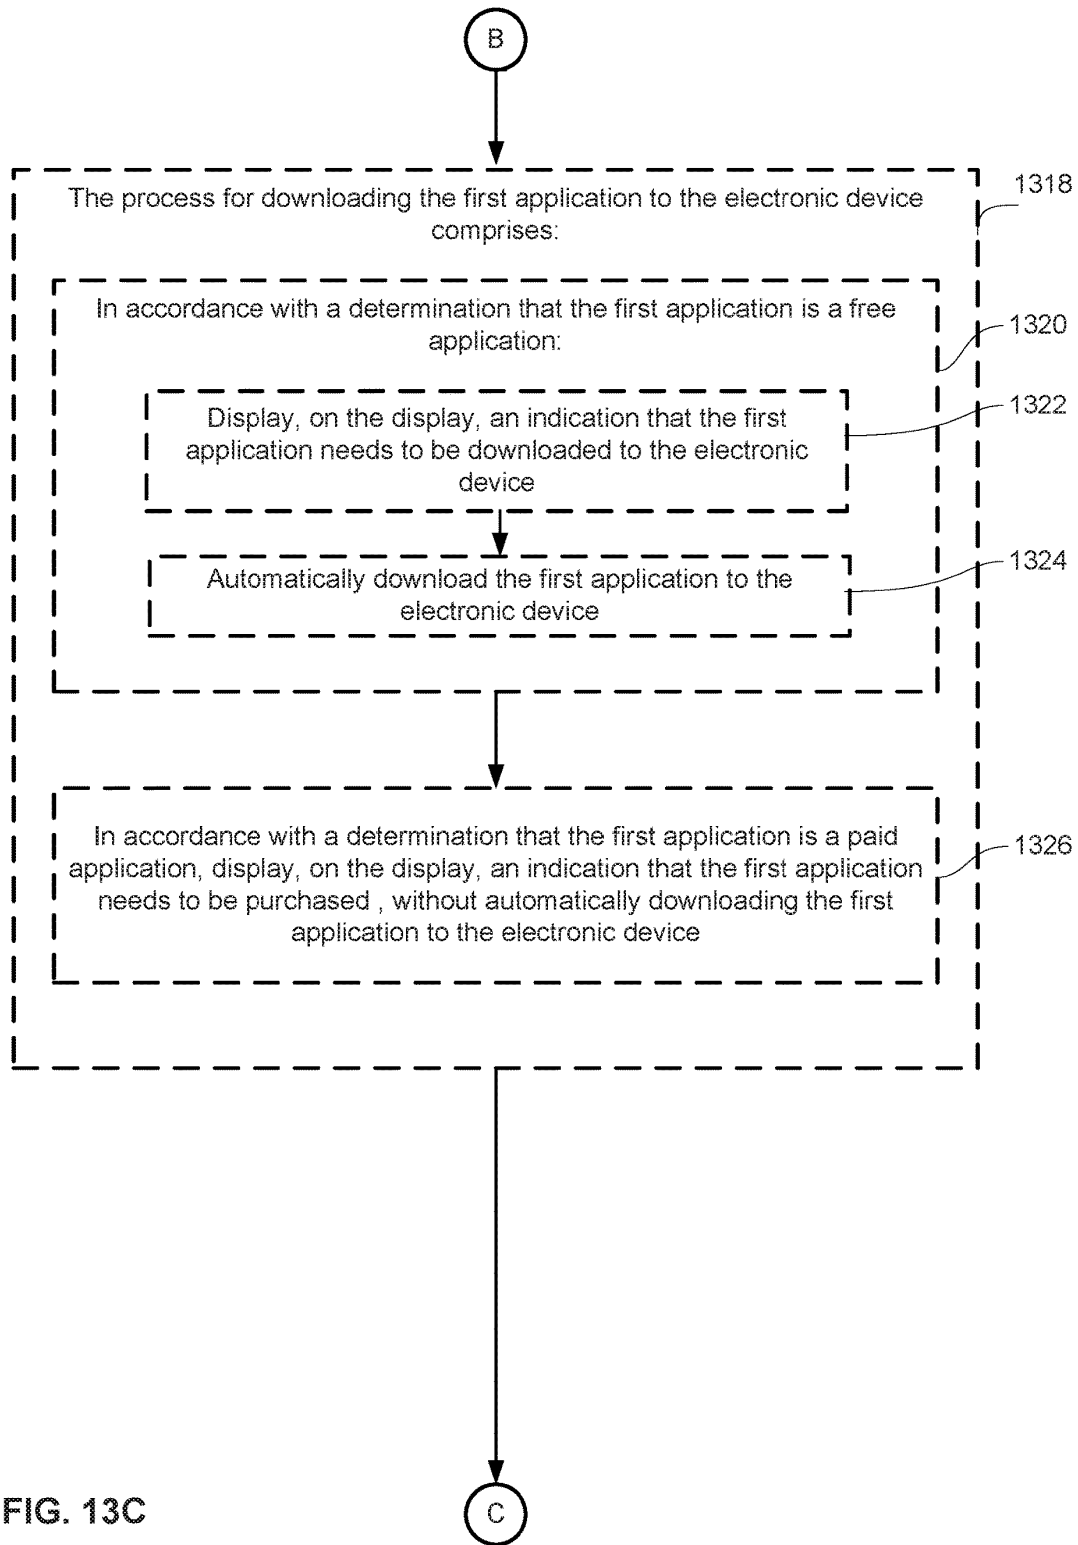 B
The process for downloading the first application to the electronic device
comprises:
1318
In accordance with a determination that the first application is a free
application:
1320
Display, on the display, an indication that the first
application needs to be downloaded to the electronic
device
1322
Automatically download the first application to the
electronic device
1324
In accordance with a determination that the first application is a paid
application, display, on the display, an indication that the first application
needs to be purchased , without automatically downloading the first
application to the electronic device
1326
FIG. 13C
C